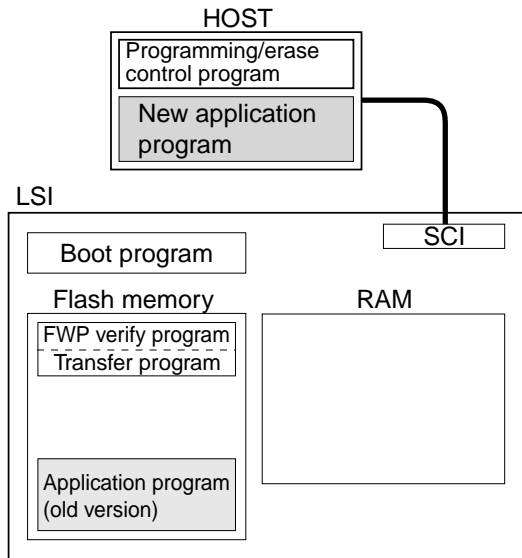 HOST
Programming/erase
control program
New application
program
LSI
SCI
Boot program
Flash memory
RAM
FWP verify program
Transfer program
Application program
(old version)